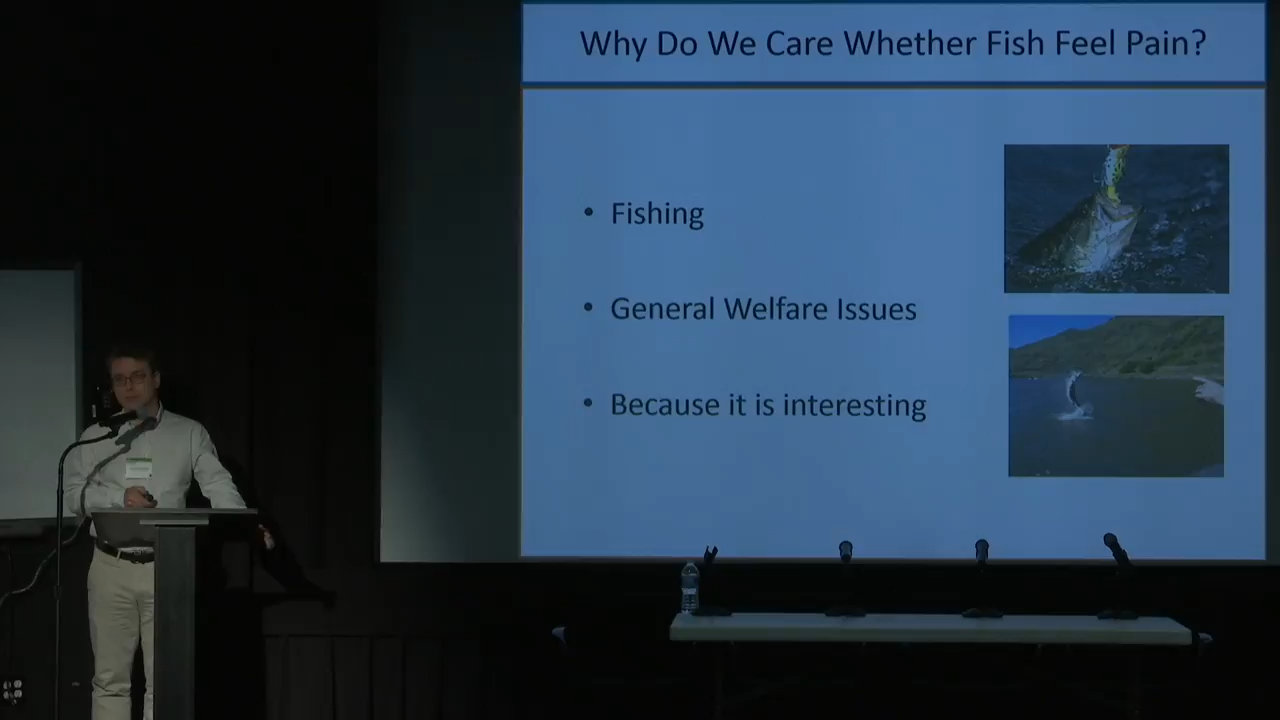 Why Do We Care Whether Fish Feel Pain?
• Fishing
• General Welfare Issues
• Because it is interesting